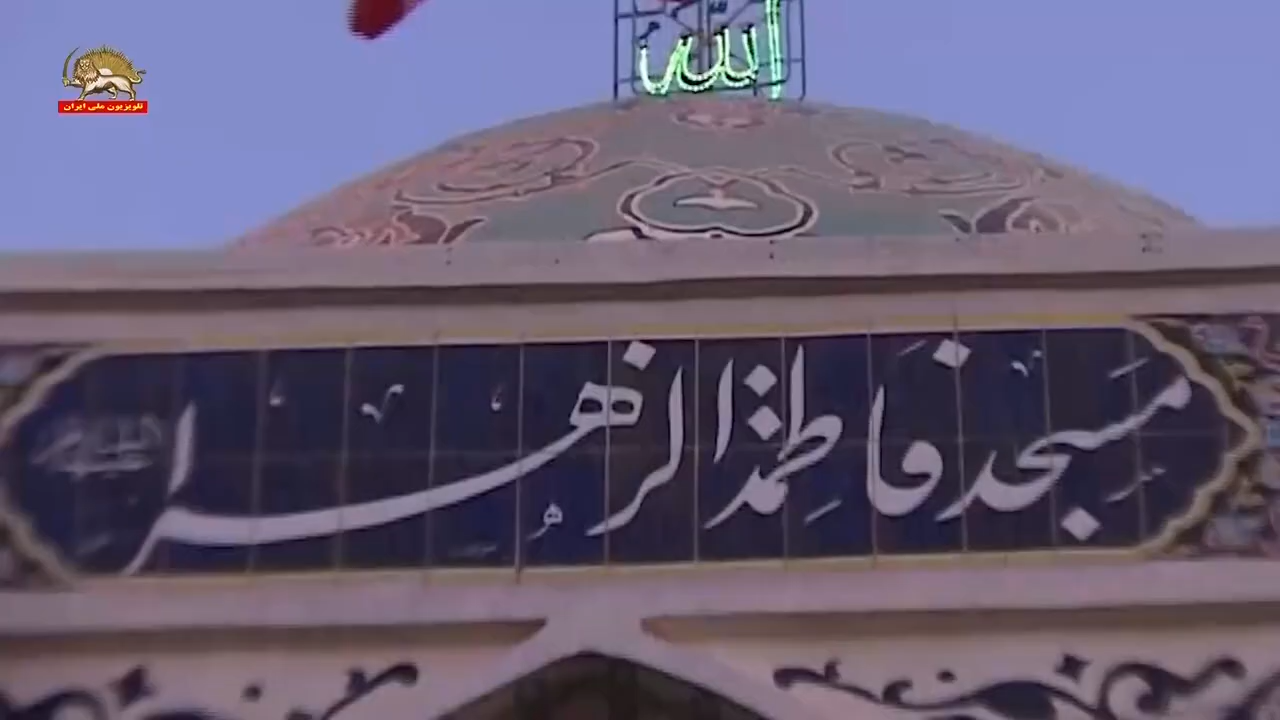 الله
تلویزیون ملی ایران
مسجد فاطمة الزهرا